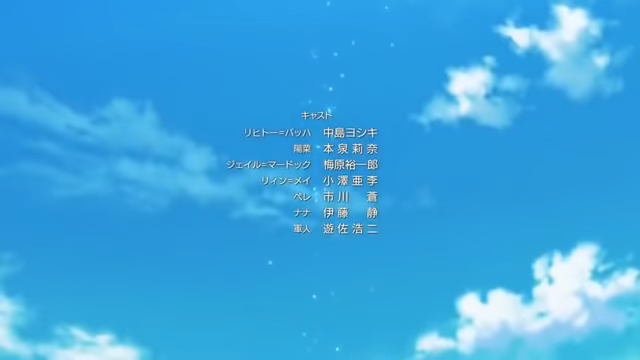 キャスト
リヒトー＝バッハ 中島ヨシキ
陽菜 本泉莉奈
ジェイル＝マードック 梅原裕一郎
リィン＝メイ 小澤亜李
ペレ 市川 蒼
ナナ 伊藤 静
軍人 遊佐浩二